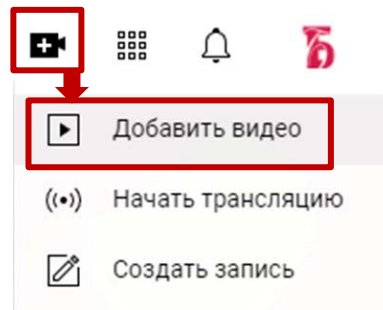 Добавить видео
Начать трансляцию
Создать запись